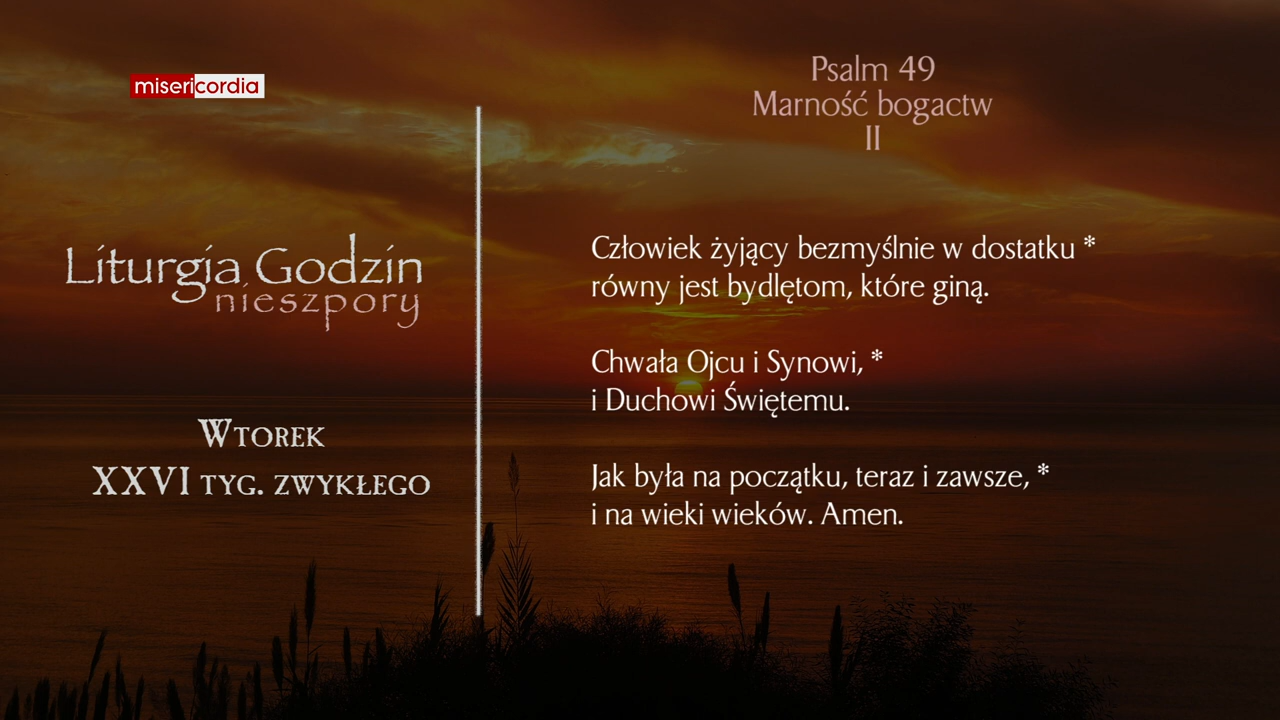 misericordia
Liturgia Godzin
nieszpory
Wtorek
XXVI tyg. zwykłego
Psalm 49
Marność bogactw
II
Człowiek żyjący bezmyślnie w dostatku *
równy jest bydlętom, które giną.
Chwała Ojcu i Synowi, *
i Duchowi Świętemu.
Jak była na początku, teraz i zawsze, *
i na wieki wieków. Amen.